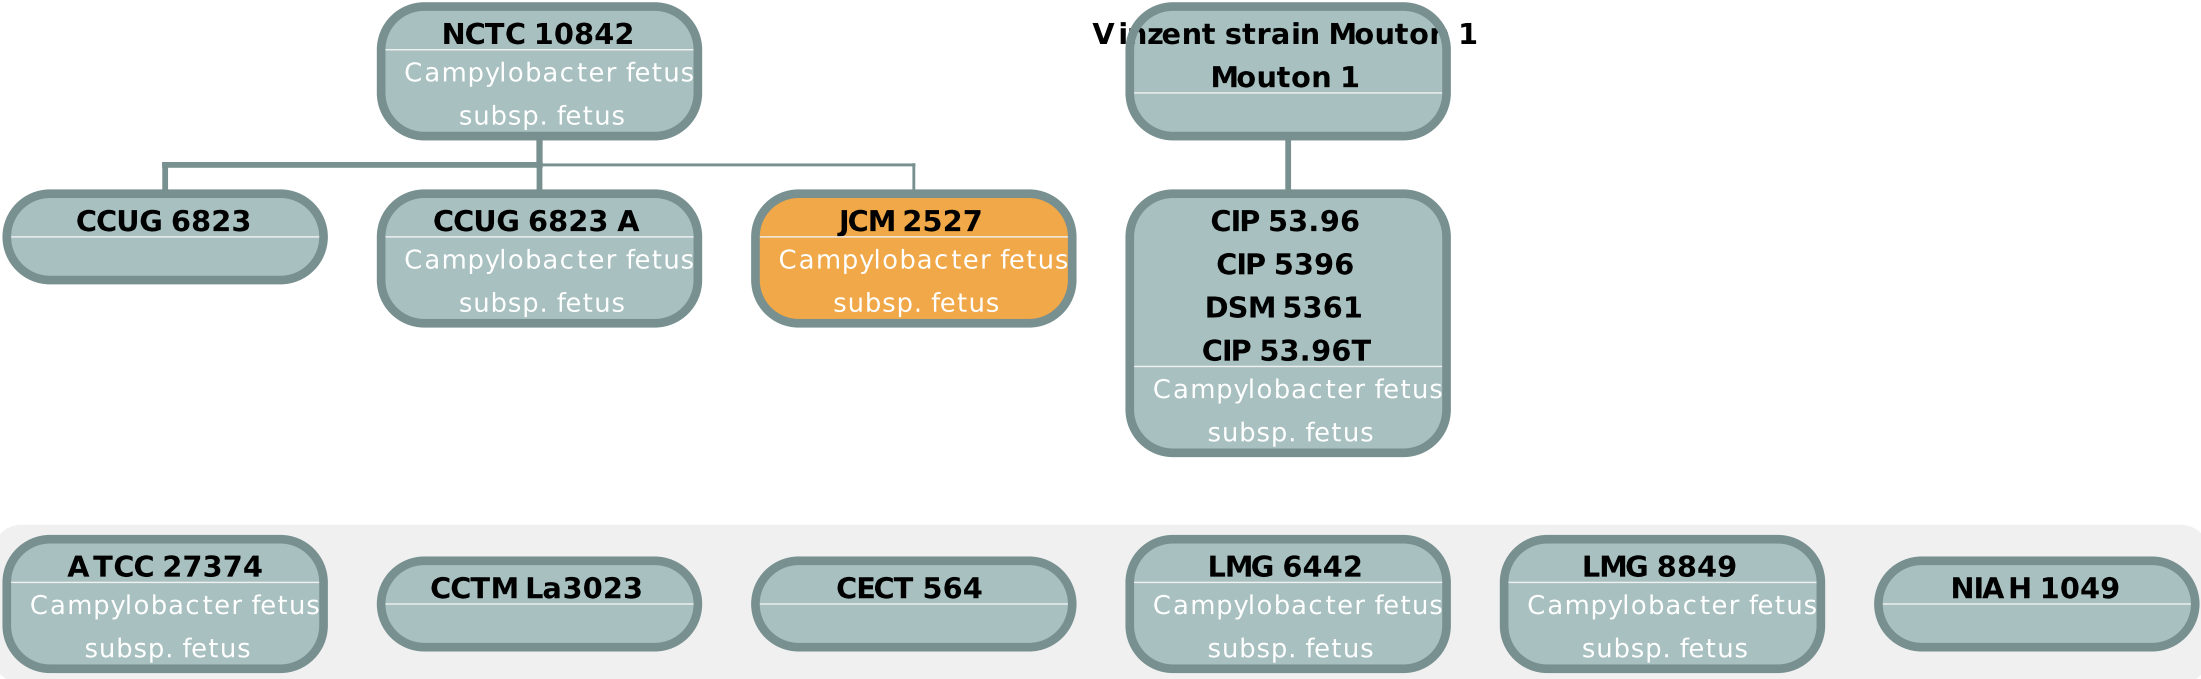 NCTC 10842
Campylobacter fetus
subsp. fetus
Vinzent strain Mouton 1
Mouton 1
CCUG 6823
CCUG 6823 A
Campylobacter fetus
subsp. fetus
JCM 2527
Campylobacter fetus
subsp. fetus
CIP 53.96
CIP 5396
DSM 5361
CIP 53.96T
Campylobacter fetus
subsp. fetus
ATCC 27374
Campylobacter fetus
subsp. fetus
CCTM La3023
CECT 564
LMG 6442
Campylobacter fetus
subsp. fetus
LMG 8849
Campylobacter fetus
subsp. fetus
NIAH 1049